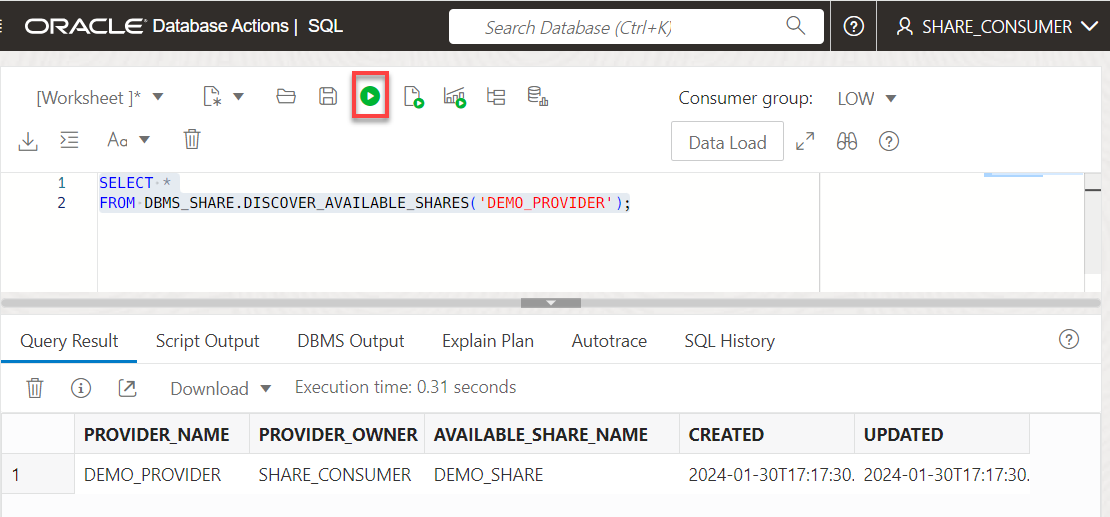 ORACLE Database Actions | SQL
Search Database (Ctrl+K)
SHARE_CONSUMER
[Worksheet ]*
Consumer group: LOW
Aa
Data Load
1 SELECT *
2 FROM DBMS_SHARE.DISCOVER_AVAILABLE_SHARES('DEMO_PROVIDER');
Query Result Script Output DBMS Output Explain Plan Autotrace SQL History
Download Execution time: 0.31 seconds
PROVIDER_NAME PROVIDER_OWNER AVAILABLE_SHARE_NAME CREATED UPDATED
1 DEMO_PROVIDER SHARE_CONSUMER DEMO_SHARE 2024-01-30T17:17:30. 2024-01-30T17:17:30.